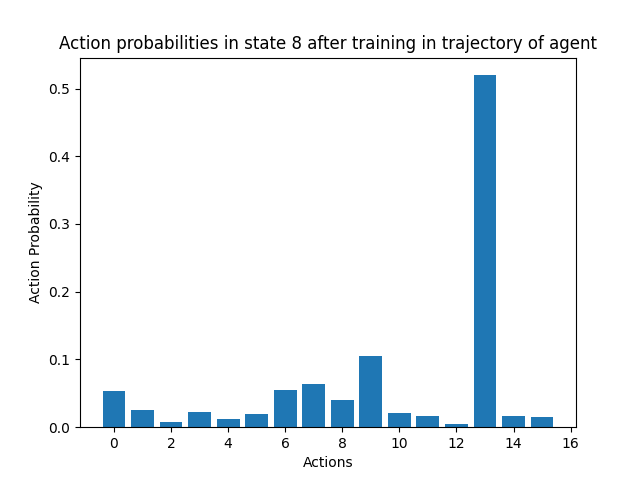 Action probabilities in state 8 after training in trajectory of agent
Action Probability
0.5
0.4
0.3
0.2
0.1
0.0
0 2 4 6 8 10 12 14 16
Actions